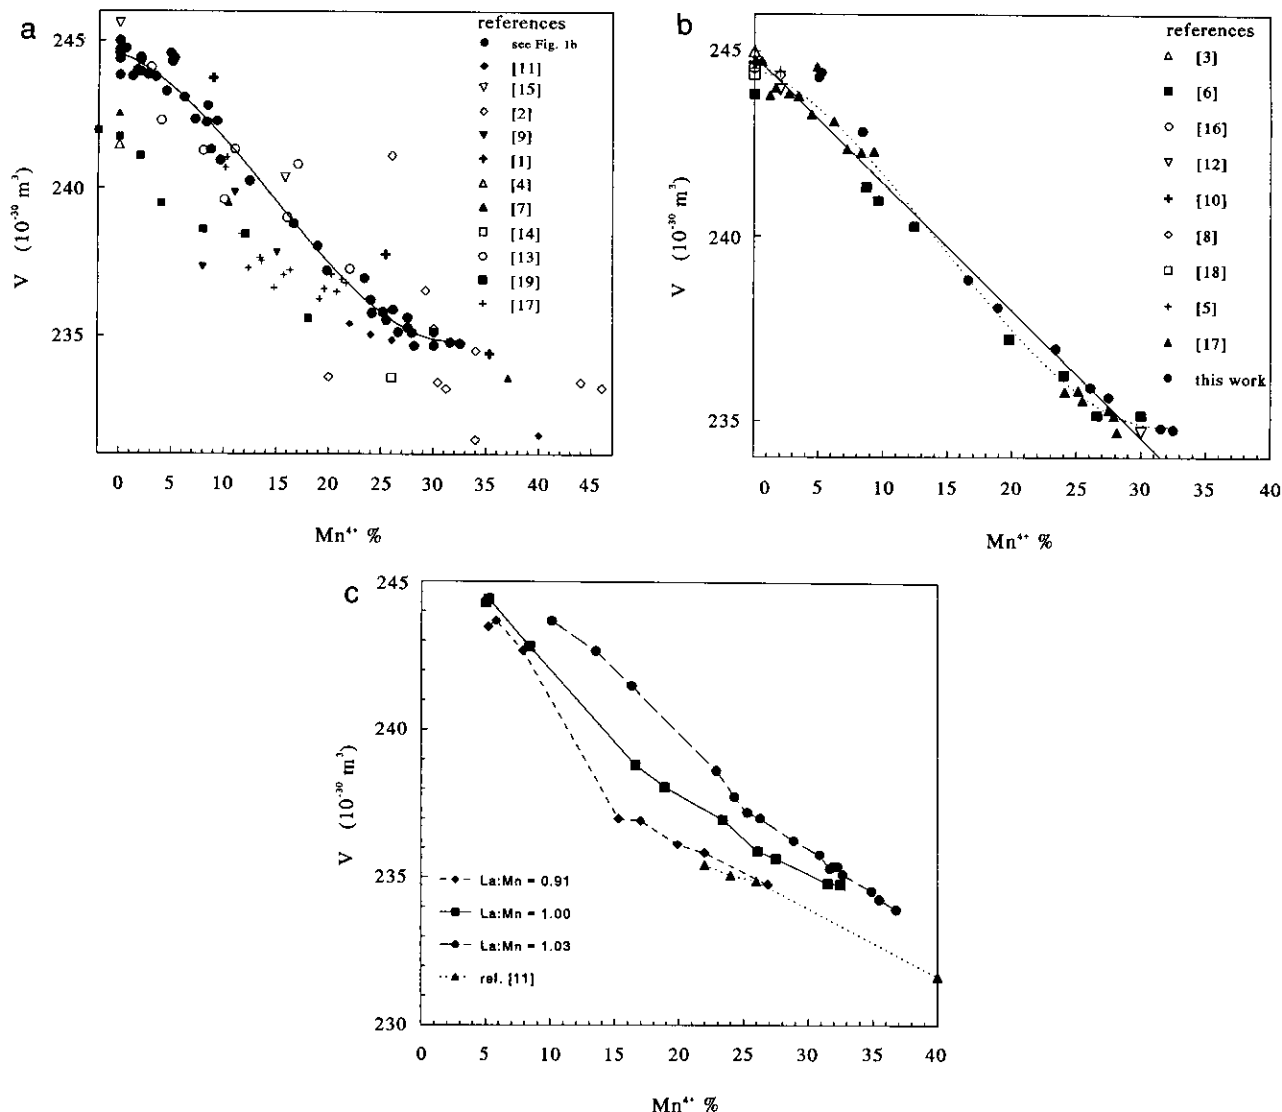 a
references
see Fig. 1b
[11]
[15]
[2]
[9]
[1]
[4]
[7]
[14]
[13]
[19]
[17]
245
240
235
V (10⁻³⁰ m³)
0 5 10 15 20 25 30 35 40 45
Mn⁴⁺ %
b
references
[3]
[6]
[16]
[12]
[10]
[8]
[18]
[5]
[17]
this work
245
240
235
V (10⁻³⁰ m³)
0 5 10 15 20 25 30 35 40
Mn⁴⁺ %
c
245
240
235
230
V (10⁻³⁰ m³)
La:Mn = 0.91
La:Mn = 1.00
La:Mn = 1.03
ref. [11]
0 5 10 15 20 25 30 35 40
Mn⁴⁺ %